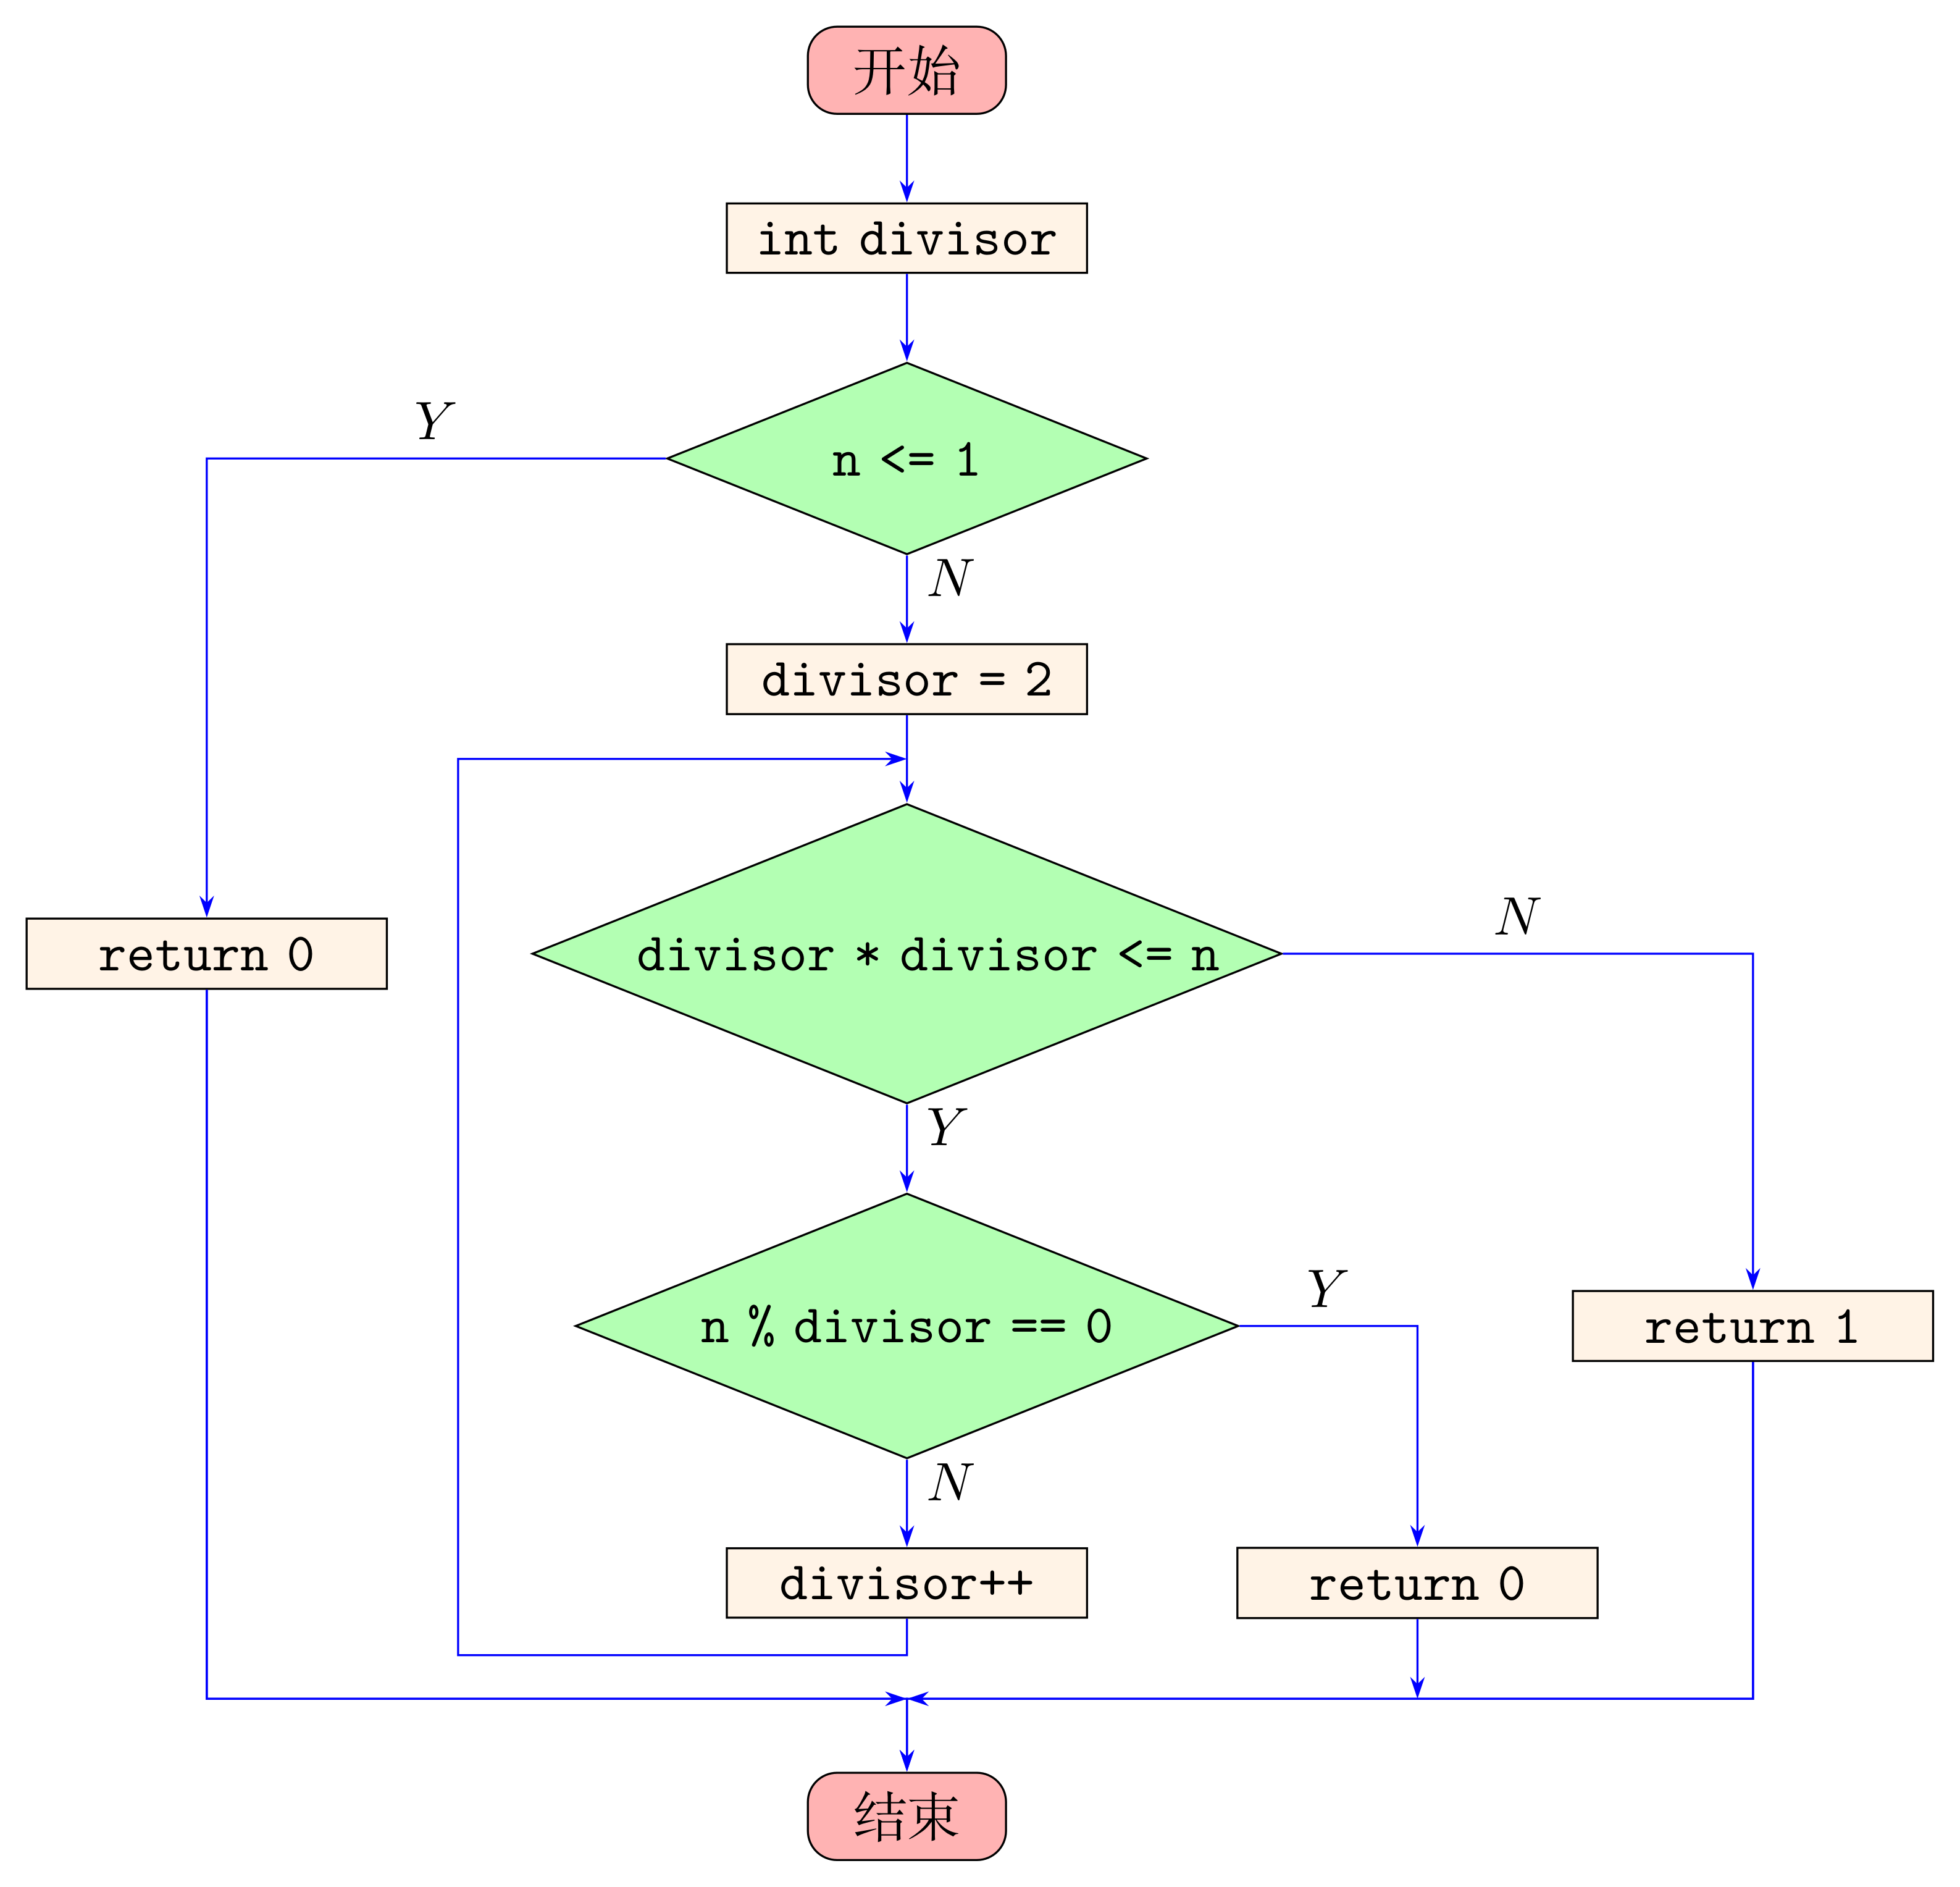 开始
int divisor
Y
n <= 1
N
divisor = 2
N
return 0
divisor * divisor <= n
Y
Y
n % divisor == 0
return 1
N
divisor++
return 0
结束